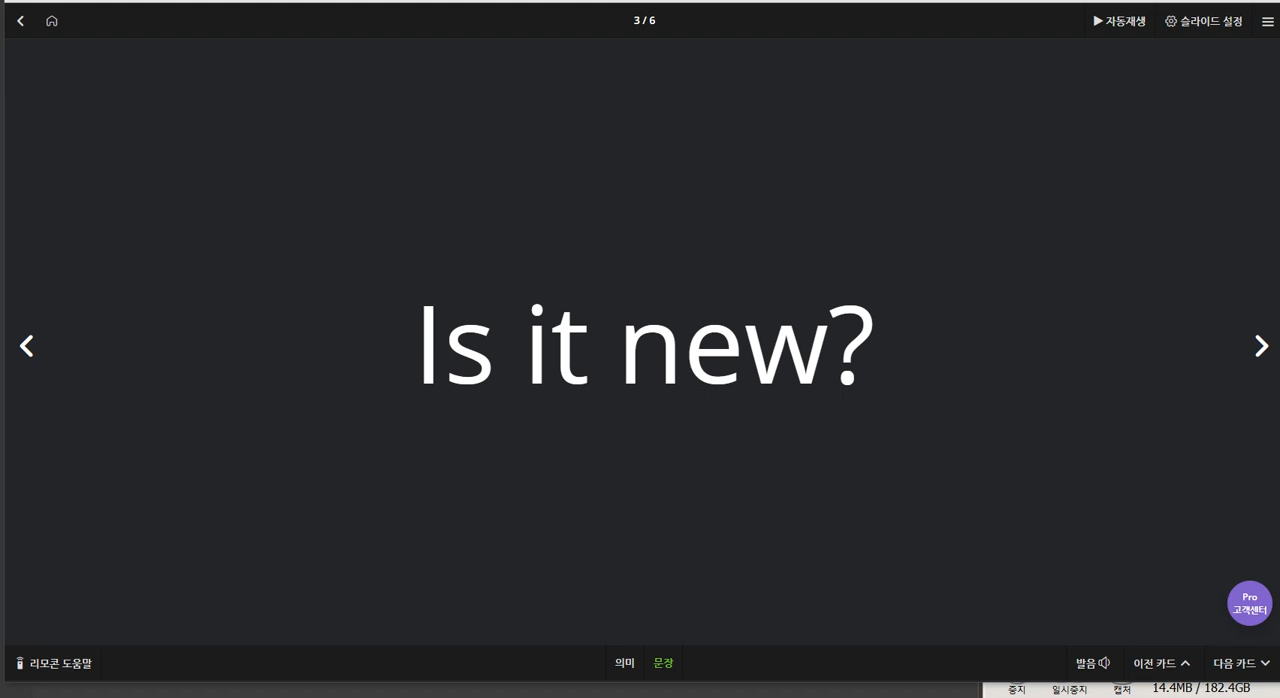 3 / 6
자동재생
슬라이드 설정
Is it new?
Pro
고객센터
리모콘 도움말
의미
문장
발음
이전 카드
다음 카드
중지
일시중지
캡처
14.4MB / 182.4GB